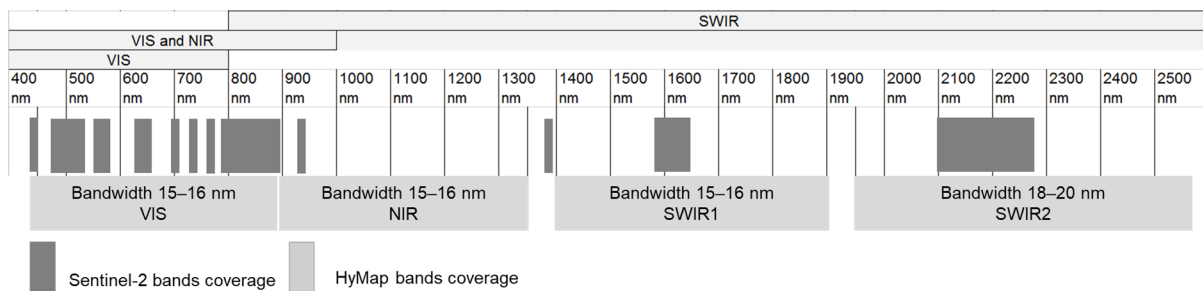 SWIR
VIS and NIR
VIS
400 nm
500 nm
600 nm
700 nm
800 nm
900 nm
1000 nm
1100 nm
1200 nm
1300 nm
1400 nm
1500 nm
1600 nm
1700 nm
1800 nm
1900 nm
2000 nm
2100 nm
2200 nm
2300 nm
2400 nm
2500 nm
Bandwidth 15–16 nm
VIS
Bandwidth 15–16 nm
NIR
Bandwidth 15–16 nm
SWIR1
Bandwidth 18–20 nm
SWIR2
Sentinel-2 bands coverage
HyMap bands coverage